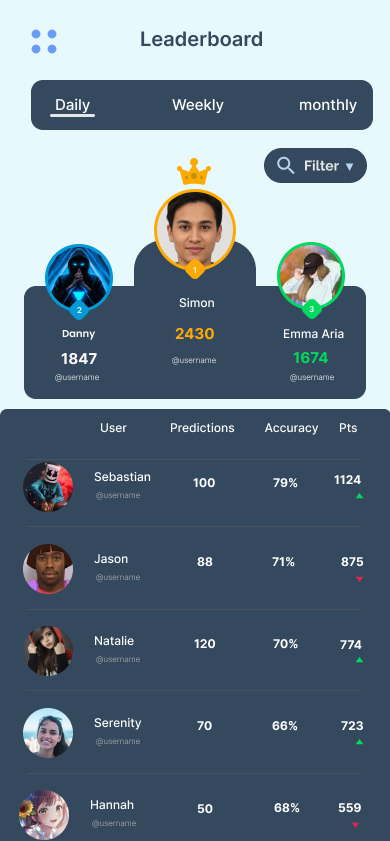 Leaderboard
Daily Weekly monthly
Filter ▾
1
2
3
Simon
Danny
2430
Emma Aria
1847
1674
@username
@username
@username
User Predictions Accuracy Pts
Sebastian 100 79% 1124
@username
Jason 88 71% 875
@username
Natalie 120 70% 774
@username
Serenity 70 66% 723
@username
Hannah 50 68% 559
@username